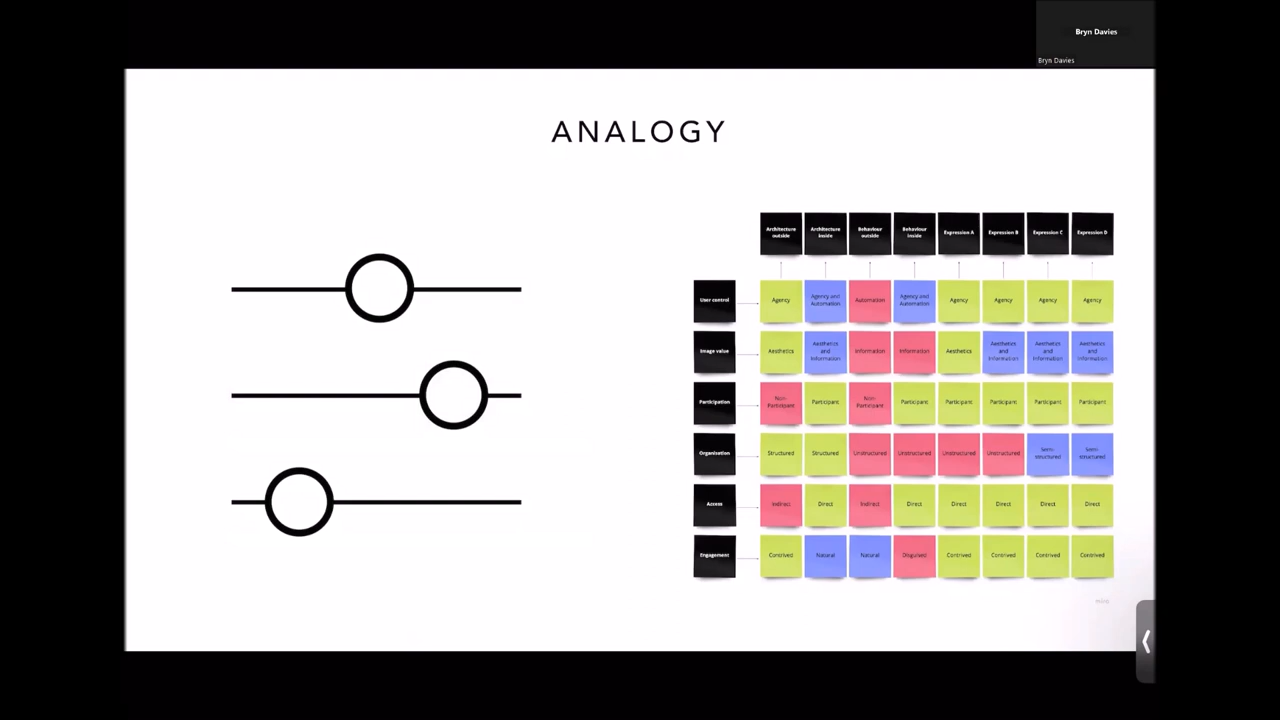 Bryn Davies
Bryn Davies
ANALOGY
Architecture
outside
Architecture
inside
Behaviour
outside
Behaviour
inside
Expression A
Expression B
Expression C
Expression D
User control
Agency
Agency and
Automation
Automation
Agency and
Automation
Agency
Agency
Agency
Agency
Image value
Aesthetics
Aesthetics
and
Information
Information
Information
Aesthetics
Aesthetics
and
Information
Aesthetics
and
Information
Aesthetics
and
Information
Participation
Non-
Participant
Participant
Non-
Participant
Participant
Participant
Participant
Participant
Participant
Organisation
Structured
Structured
Unstructured
Unstructured
Unstructured
Unstructured
Semi-
structured
Semi-
structured
Access
Indirect
Direct
Indirect
Direct
Direct
Direct
Direct
Direct
Engagement
Contrived
Natural
Natural
Disguised
Contrived
Contrived
Contrived
Contrived
miro